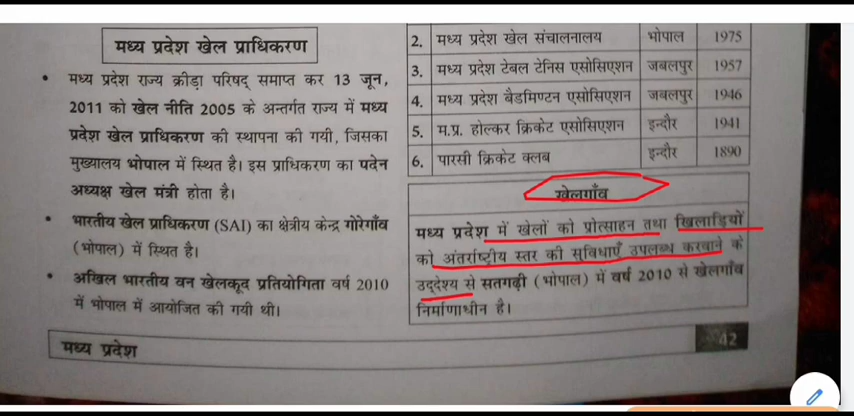 मध्य प्रदेश खेल प्राधिकरण
• मध्य प्रदेश राज्य क्रीड़ा परिषद् समाप्त कर 13 जून,
2011 को खेल नीति 2005 के अन्तर्गत राज्य में मध्य
प्रदेश खेल प्राधिकरण की स्थापना की गयी, जिसका
मुख्यालय भोपाल में स्थित है। इस प्राधिकरण का पदेन
अध्यक्ष खेल मंत्री होता है।
• भारतीय खेल प्राधिकरण (SAI) का क्षेत्रीय केन्द्र गोरेगाँव
(भोपाल) में स्थित है।
• अखिल भारतीय वन खेलकूद प्रतियोगिता वर्ष 2010
में भोपाल में आयोजित की गयी थी।
2. मध्य प्रदेश खेल संचालनालय भोपाल 1975
3. मध्य प्रदेश टेबल टेनिस एसोसिएशन जबलपुर 1957
4. मध्य प्रदेश बैडमिण्टन एसोसिएशन जबलपुर 1946
5. म.प्र. होल्कर क्रिकेट एसोसिएशन इन्दौर 1941
6. पारसी क्रिकेट क्लब इन्दौर 1890
खेलगाँव
मध्य प्रदेश में खेलों को प्रोत्साहन तथा खिलाड़ियों
को अंतर्राष्ट्रीय स्तर की सुविधाएँ उपलब्ध करवाने के
उद्देश्य से सतगढ़ी (भोपाल) में वर्ष 2010 से खेलगाँव
निर्माणाधीन है।
मध्य प्रदेश
42